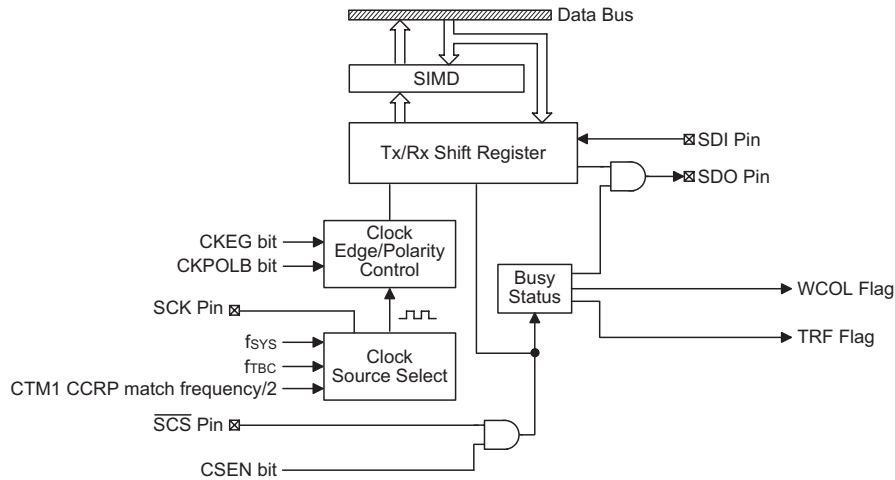 Data Bus
SIMD
Tx/Rx Shift Register
SDI Pin
SDO Pin
CKEG bit
CKPOLB bit
Clock
Edge/Polarity
Control
Busy
Status
WCOL Flag
TRF Flag
SCK Pin
fSYS
fTBC
CTM1 CCRP match frequency/2
Clock
Source Select
SCS Pin
CSEN bit